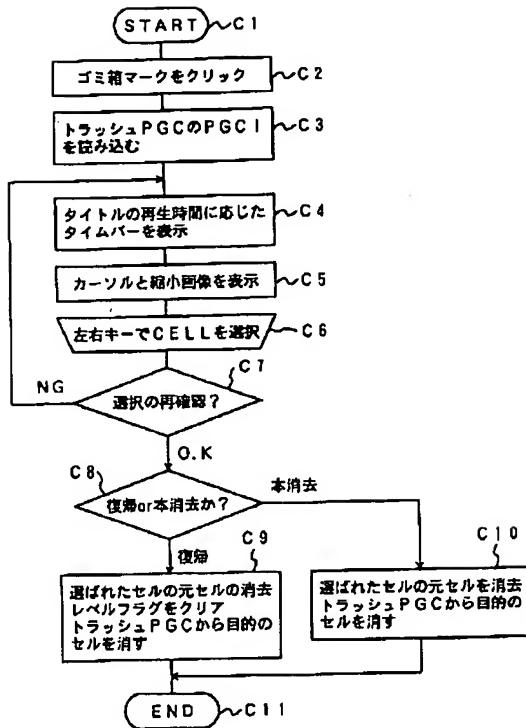 START C1
ゴミ箱マークをクリック C2
トラッシュPGCのPGCI
を読み込む C3
タイトルの再生時間に応じた
タイムバーを表示 C4
カーソルと縮小画像を表示 C5
左右キーでCELLを選択 C6
C7
NG
選択の再確認?
O.K
C8
復帰or本消去か?
本消去
復帰
C9
選ばれたセルの元セルの消去
レベルフラグをクリア
トラッシュPGCから目的の
セルを消す
C10
選ばれたセルの元セルを消去
トラッシュPGCから目的の
セルを消す
END C11